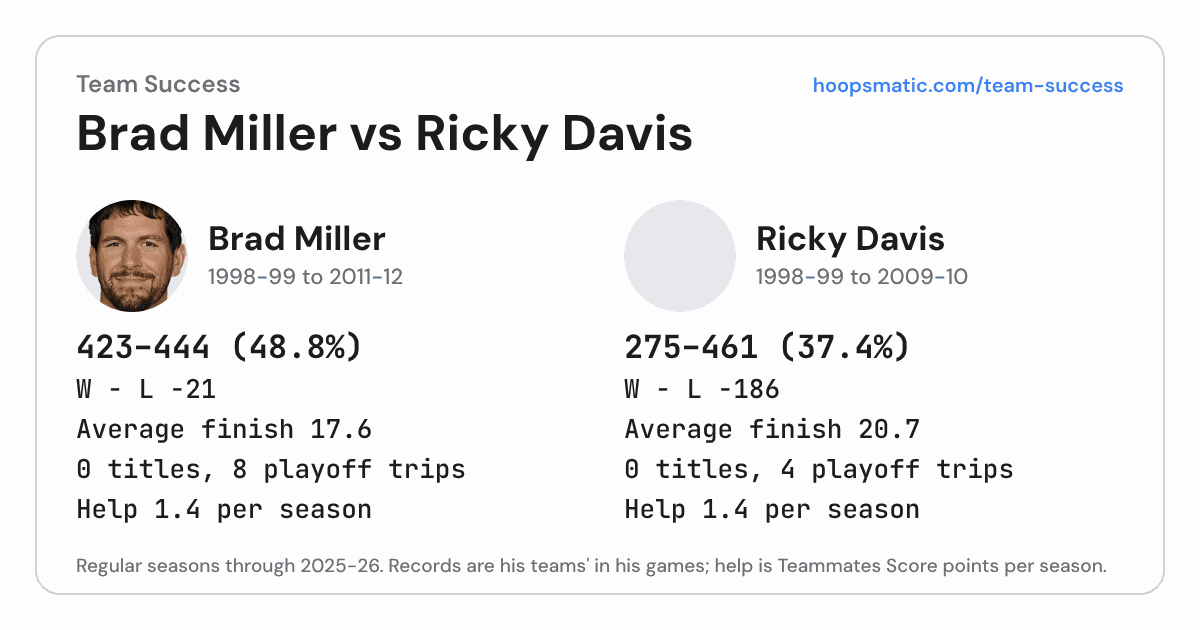 Team Success
hoopsmatic.com/team-success
Brad Miller vs Ricky Davis
Brad Miller
1998-99 to 2011-12
423-444 (48.8%)
W - L -21
Average finish 17.6
0 titles, 8 playoff trips
Help 1.4 per season
Ricky Davis
1998-99 to 2009-10
275-461 (37.4%)
W - L -186
Average finish 20.7
0 titles, 4 playoff trips
Help 1.4 per season
Regular seasons through 2025-26. Records are his teams' in his games; help is Teammates Score points per season.